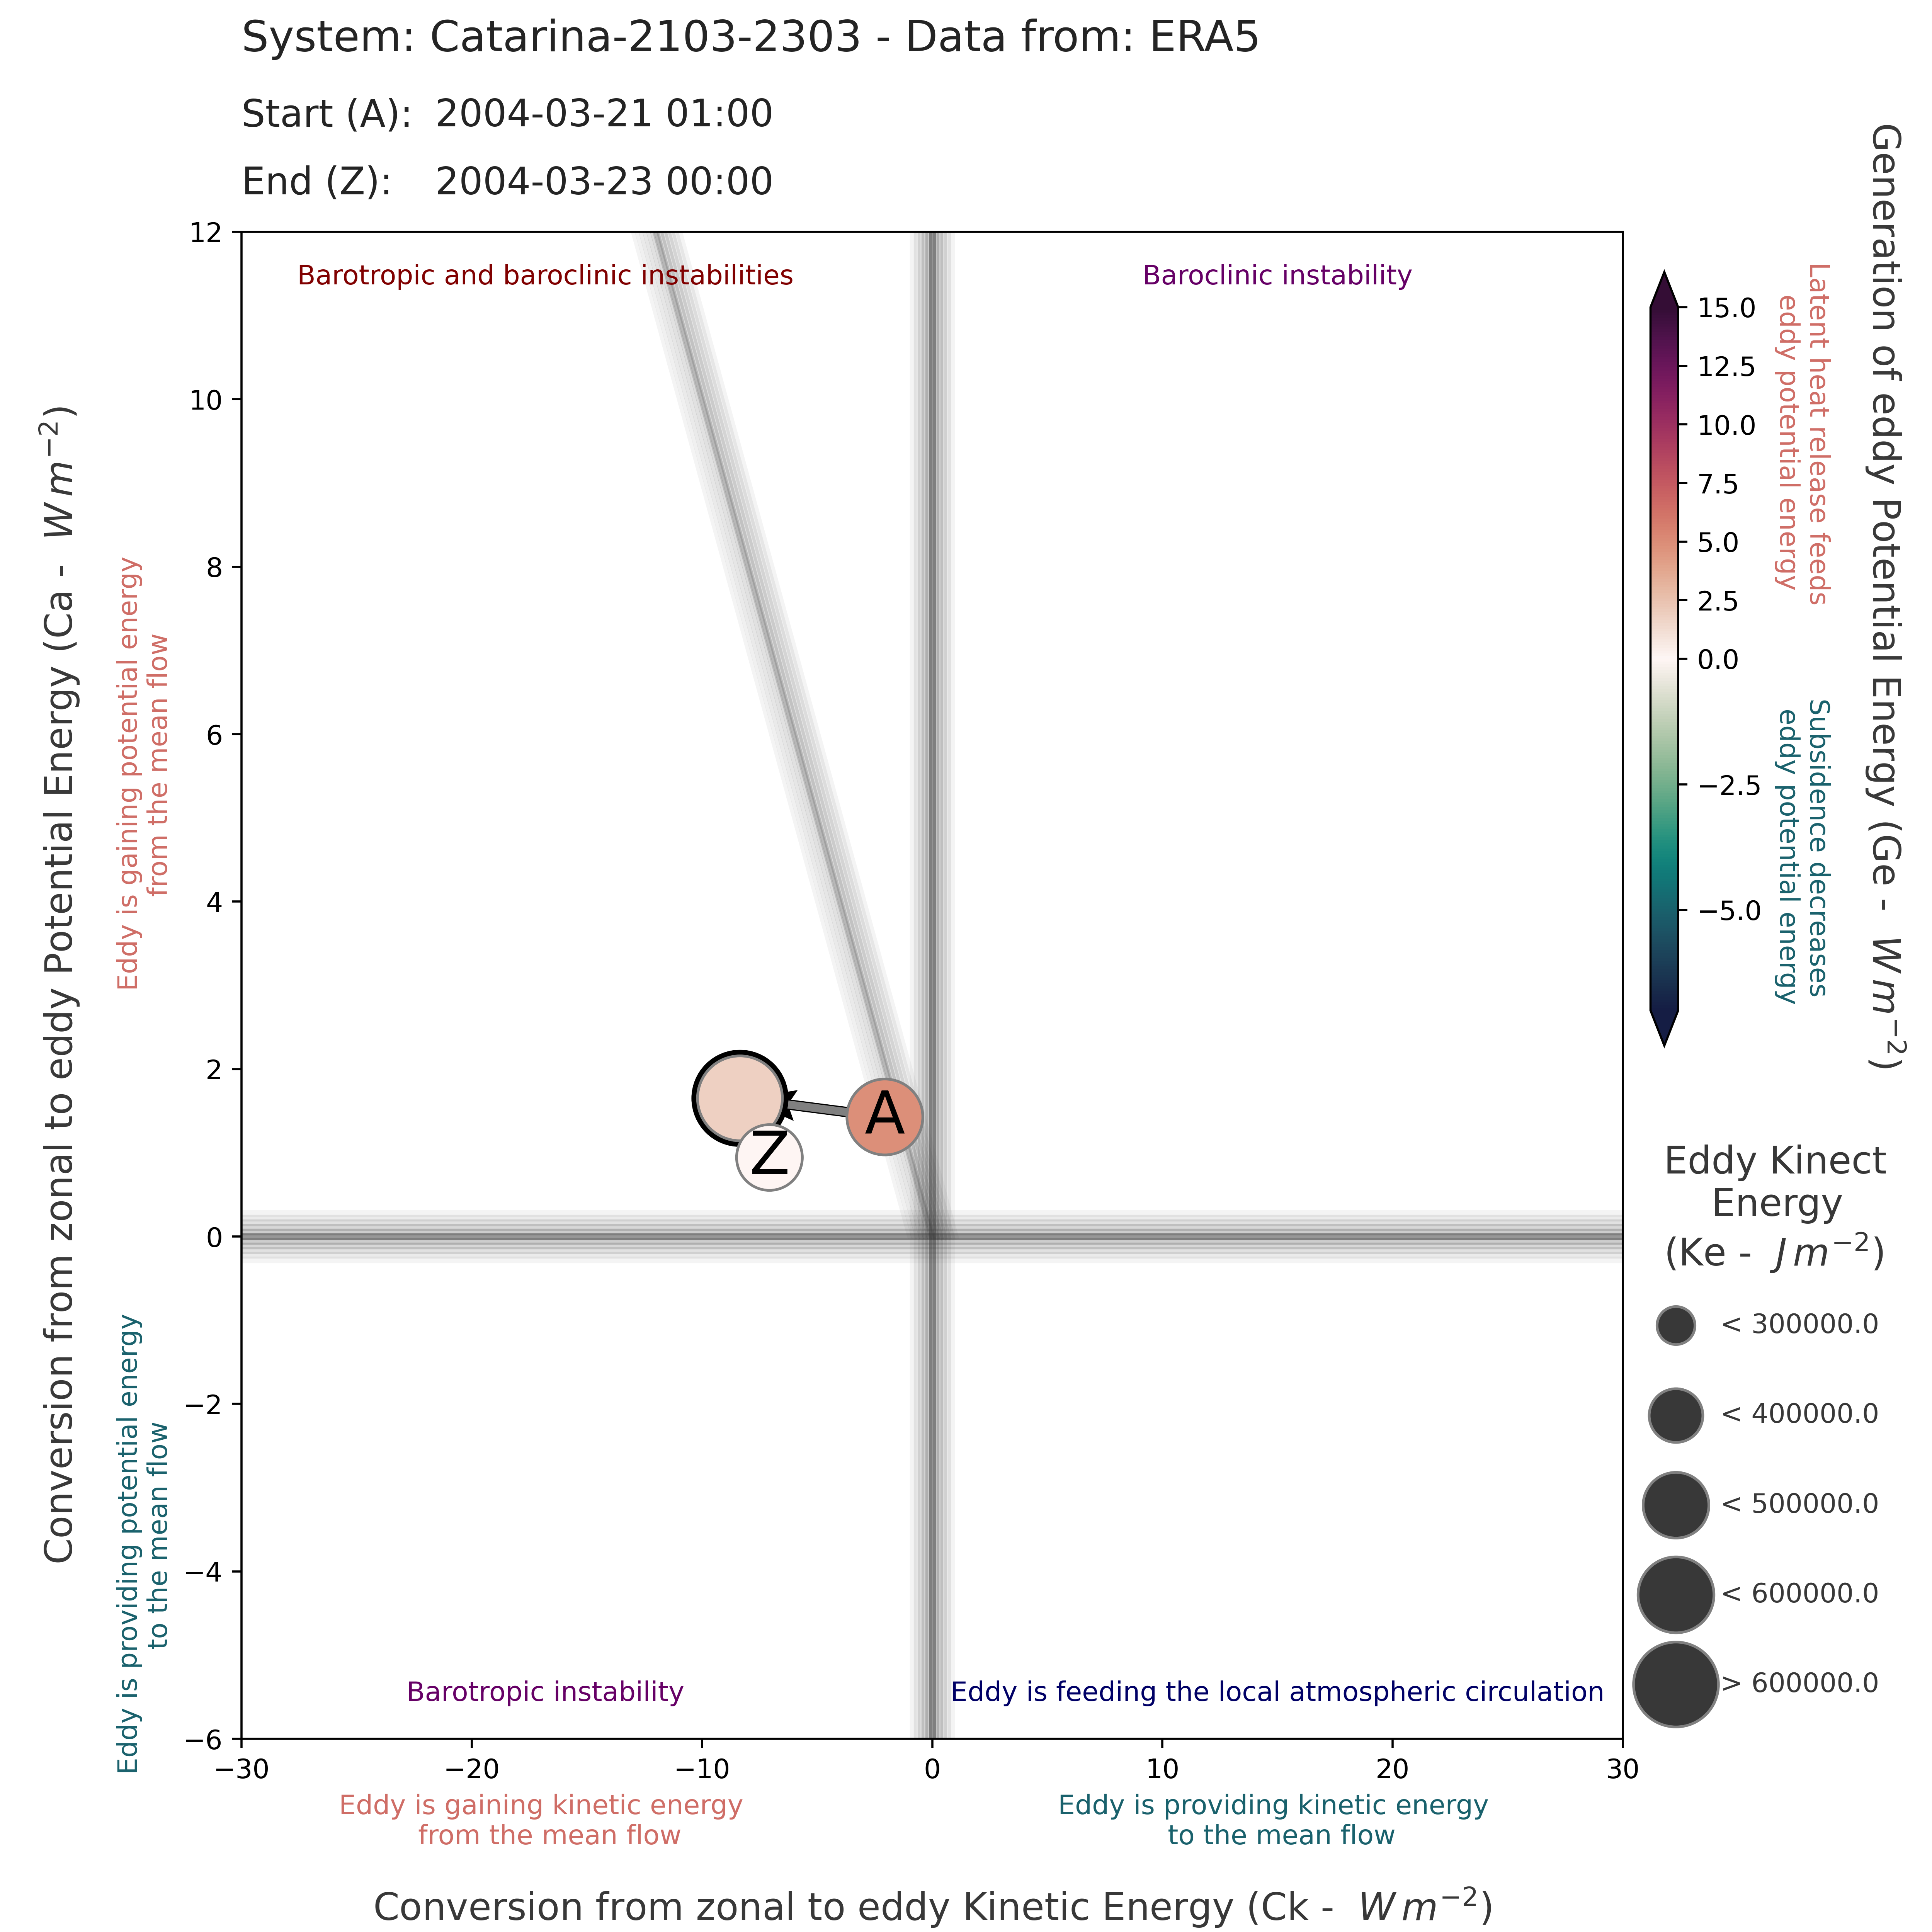 System: Catarina-2103-2303 - Data from: ERA5
Start (A): 2004-03-21 01:00
End (Z): 2004-03-23 00:00
Conversion from zonal to eddy Potential Energy (Ca - W m⁻²)
Eddy is gaining potential energy
from the mean flow
Eddy is providing potential energy
to the mean flow
12
10
8
6
4
2
0
−2
−4
−6
Barotropic and baroclinic instabilities
Baroclinic instability
A
Z
Barotropic instability
Eddy is feeding the local atmospheric circulation
−30
−20
−10
0
10
20
30
Eddy is gaining kinetic energy
from the mean flow
Eddy is providing kinetic energy
to the mean flow
Conversion from zonal to eddy Kinetic Energy (Ck - W m⁻²)
15.0
12.5
10.0
7.5
5.0
2.5
0.0
−2.5
−5.0
Latent heat release feeds
eddy potential energy
Subsidence decreases
eddy potential energy
Generation of eddy Potential Energy (Ge - W m⁻²)
Eddy Kinect
Energy
(Ke - J m⁻²)
< 300000.0
< 400000.0
< 500000.0
< 600000.0
> 600000.0